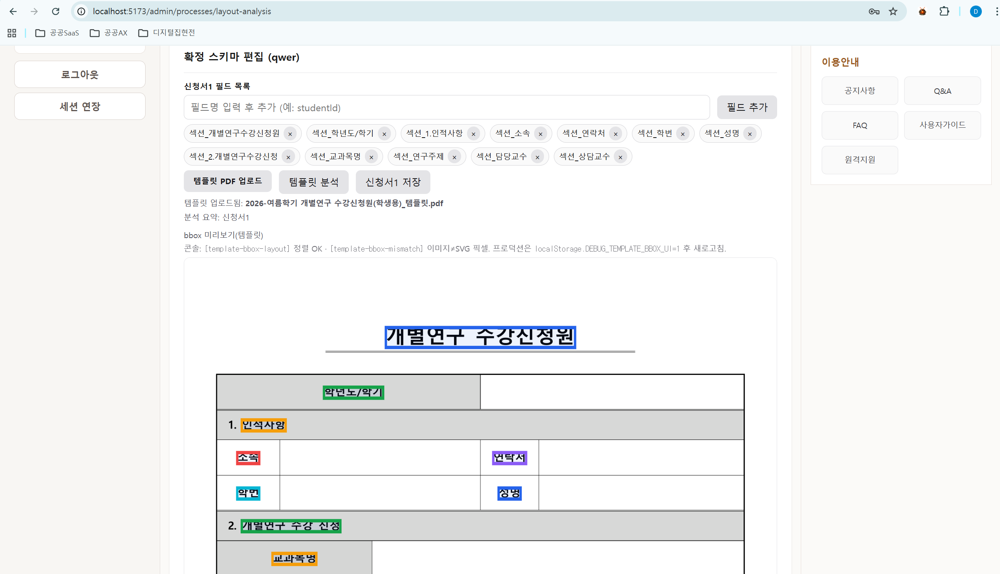 localhost:5173/admin/processes/layout-analysis
D
공공SaaS 공공AX 디지털집현전
로그아웃
세션 연장
확정 스키마 편집 (qwer)
신청서1 필드 목록
필드명 입력 후 추가 (예: studentId) 필드 추가
섹션_개별연구수강신청원 × 섹션_학년도/학기 × 섹션_1.인적사항 × 섹션_소속 × 섹션_연락처 × 섹션_학번 × 섹션_성명 ×
섹션_2.개별연구수강신청 × 섹션_교과목명 × 섹션_연구주제 × 섹션_담당교수 × 섹션_상담교수 ×
템플릿 PDF 업로드 템플릿 분석 신청서1 저장
템플릿 업로드됨: 2026-여름학기 개별연구 수강신청원(학생용)_템플릿.pdf
분석 요약: 신청서1
bbox 미리보기(템플릿)
콘솔: [template-bbox-layout] 정렬 OK · [template-bbox-mismatch] 이미지≠SVG 픽셀. 프로덕션은 localStorage.DEBUG_TEMPLATE_BBOX_UI=1 후 새로고침.
개별연구 수강신청원
학년도/학기
1. 인적사항
소속 연락처
학번 성명
2. 개별연구 수강 신청
교과목명
이용안내
공지사항 Q&A
FAQ 사용자가이드
원격지원